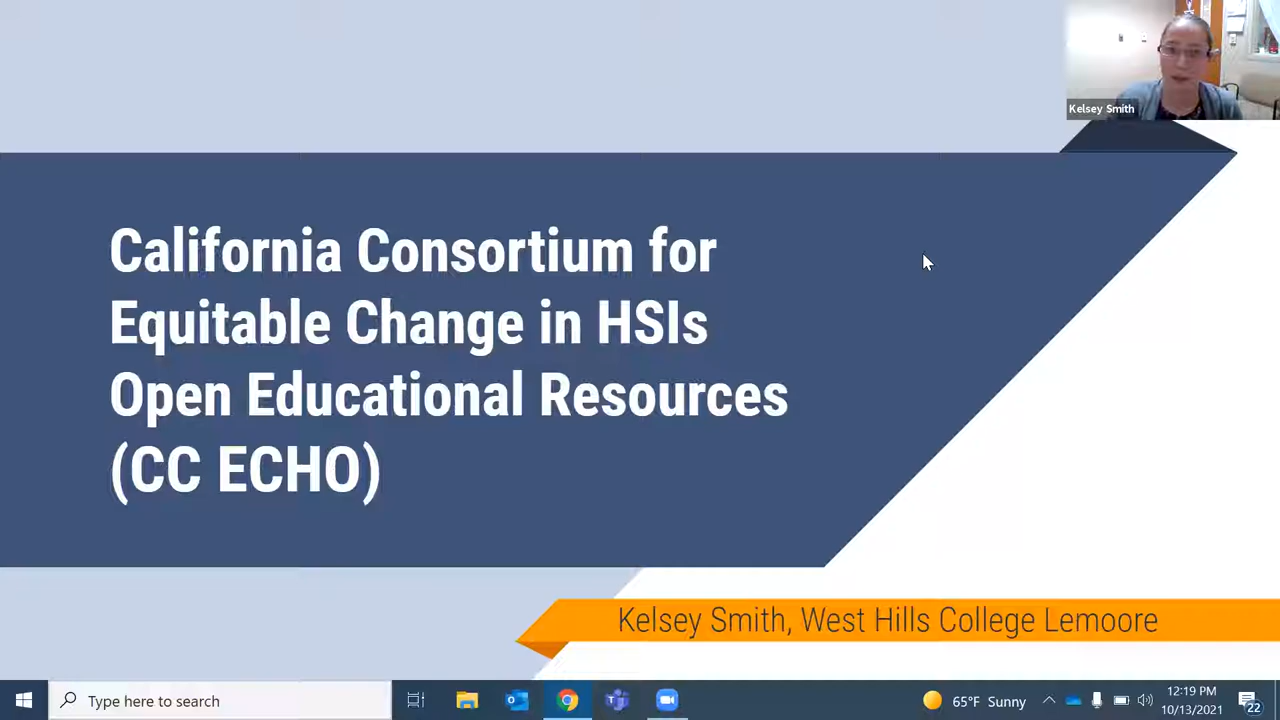 Kelsey Smith
California Consortium for
Equitable Change in HSIs
Open Educational Resources
(CC ECHO)
Kelsey Smith, West Hills College Lemoore
Type here to search
65°F Sunny
12:19 PM
10/13/2021
22